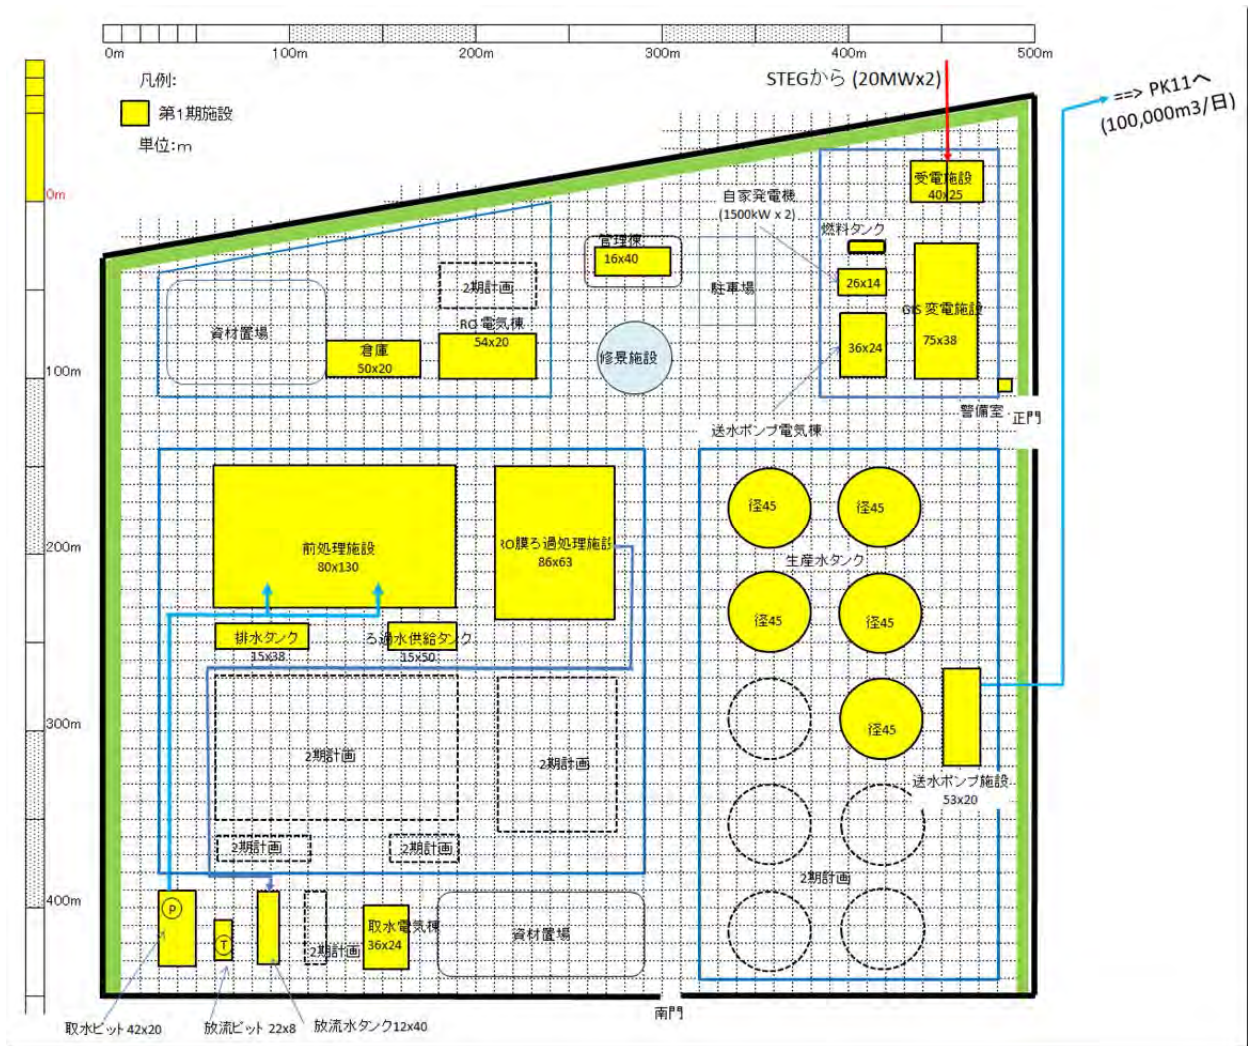 0m
100m
200m
300m
400m
500m
凡例:
第1期施設
単位:m
STEGから (20MWx2)
==> PK11へ
(100,000m3/日)
0m
100m
200m
300m
400m
受電施設
40x25
自家発電機
(1500kW x 2)
燃料タンク
管理棟
16x40
2期計画
駐車場
26x14
GIS 変電施設
75x38
資材置場
RO 電気棟
54x20
倉庫
50x20
修景施設
36x24
警備室
正門
送水ポンプ電気棟
前処理施設
80x130
RO膜ろ過処理施設
86x63
径45
径45
生産水タンク
径45
径45
排水タンク
15x38
ろ過水供給タンク
15x50
径45
2期計画
2期計画
送水ポンプ施設
53x20
2期計画
2期計画
2期計画
P
T
2期計画
取水電気棟
36x24
資材置場
取水ピット 42x20
放流ピット 22x8
放流水タンク12x40
南門